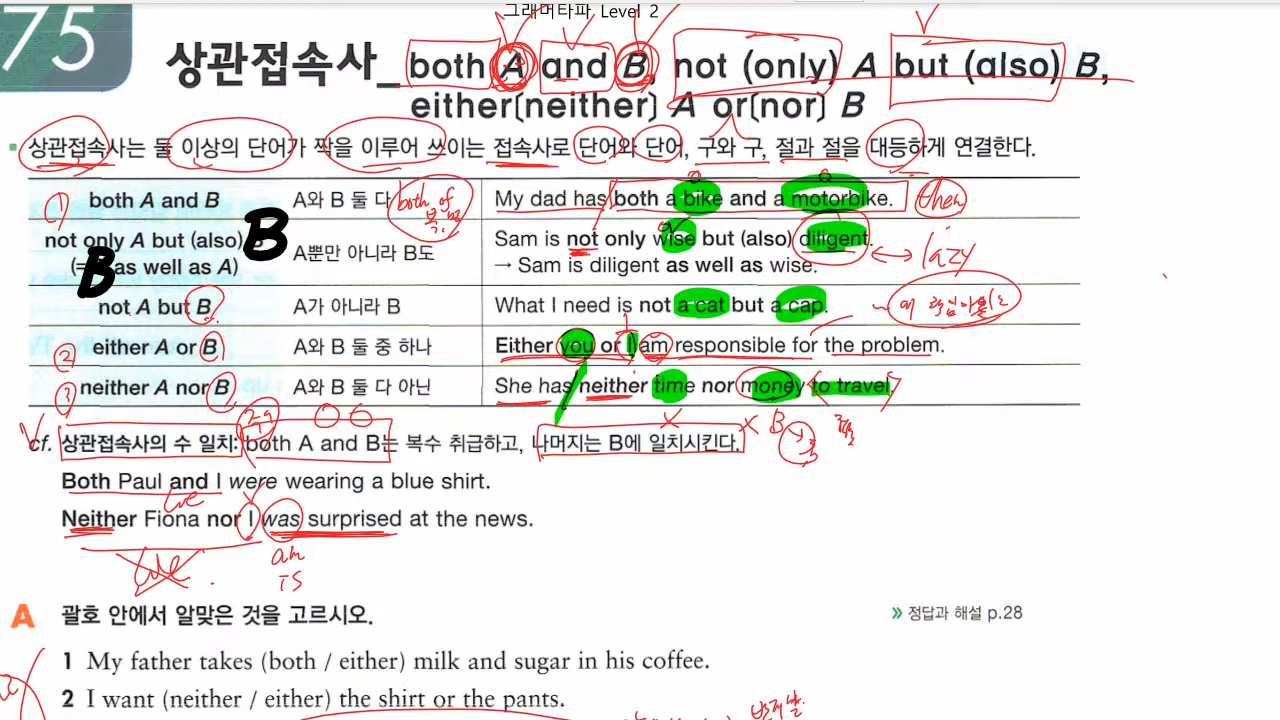 그래머타파. Level 2
75
상관접속사_both A and B, not (only) A but (also) B,
either(neither) A or(nor) B
상관접속사는 둘 이상의 단어가 짝을 이루어 쓰이는 접속사로 단어와 단어, 구와 구, 절과 절을 대등하게 연결한다.
① both A and B A와 B 둘 다 both of My dad has both a bike and a motorbike. them
not only A but (also) B A뿐만 아니라 B도 Sam is not only wise but (also) diligent. ↔ lazy
(= B as well as A) → Sam is diligent as well as wise.
not A but B A가 아니라 B What I need is not a cat but a cap.
② either A or B A와 B 둘 중 하나 Either you or I am responsible for the problem.
③ neither A nor B A와 B 둘 다 아닌 She has neither time nor money to travel.
B
cf. 상관접속사의 수 일치: both A and B는 복수 취급하고, 나머지는 B에 일치시킨다.
Both Paul and I were wearing a blue shirt.
we
Neither Fiona nor I was surprised at the news.
we am
is
A 괄호 안에서 알맞은 것을 고르시오. 정답과 해설 p.28
1 My father takes (both / either) milk and sugar in his coffee.
2 I want (neither / either) the shirt or the pants.